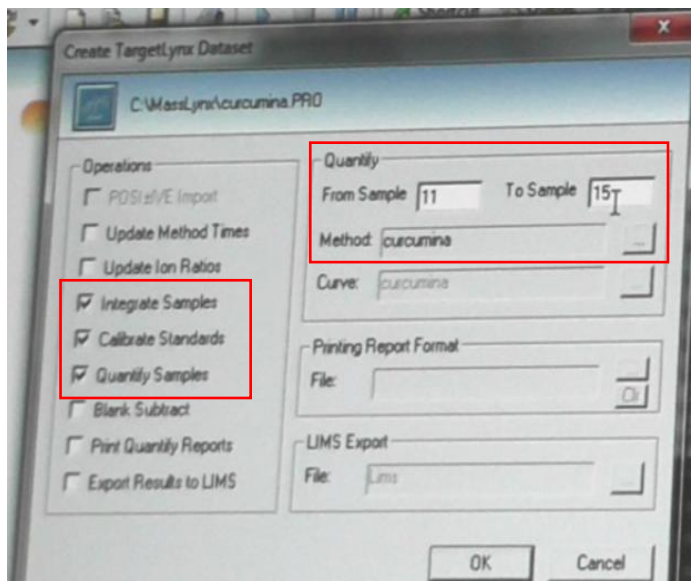 Create TargetLynx Dataset
C:\MassLynx\curcumina.PRO
Operations
POSI±IVE Import
Update Method Times
Update Ion Ratios
Integrate Samples
Calibrate Standards
Quantify Samples
Blank Subtract
Print Quantify Reports
Export Results to LIMS
Quantify
From Sample 11 To Sample 15
Method: curcumina ...
Curve: curcumina ...
Printing Report Format
File:
Clr
LIMS Export
File: Lims
OK Cancel